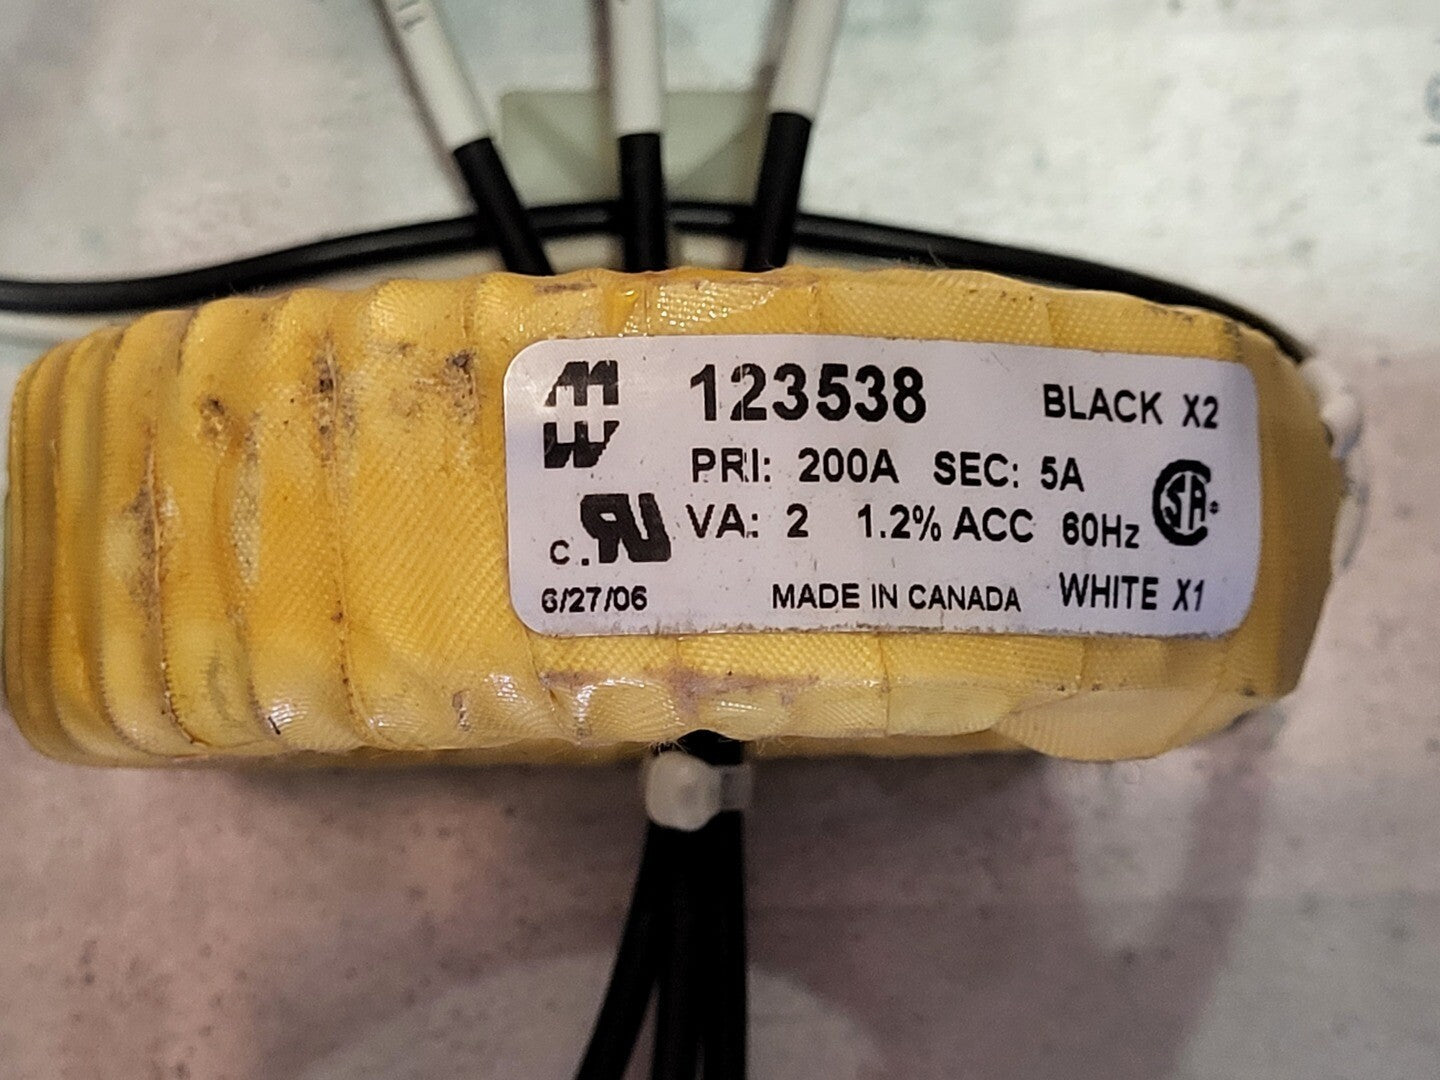 123538
BLACK X2
PRI: 200A SEC: 5A
VA: 2 1.2% ACC 60Hz
6/27/06
MADE IN CANADA
WHITE X1